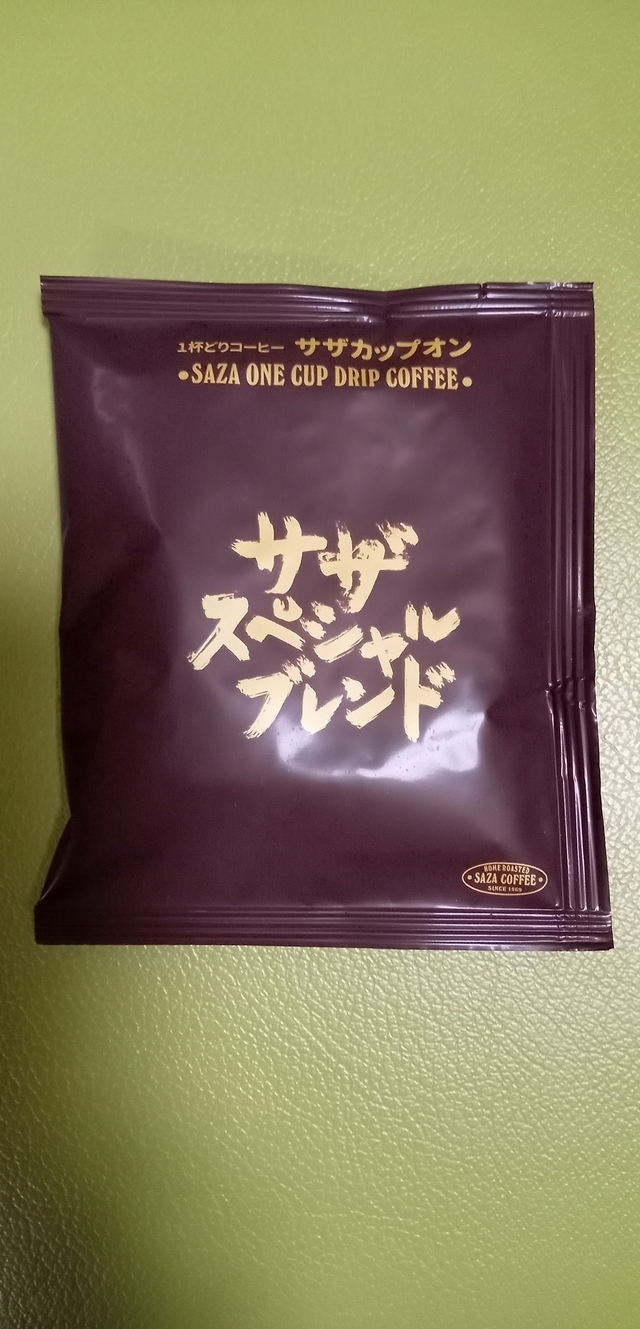 1杯どりコーヒー サザカップオン
•SAZA ONE CUP DRIP COFFEE•
サザ
スペシャル
ブレンド
HOME ROASTED
• SAZA COFFEE •
SINCE 1969